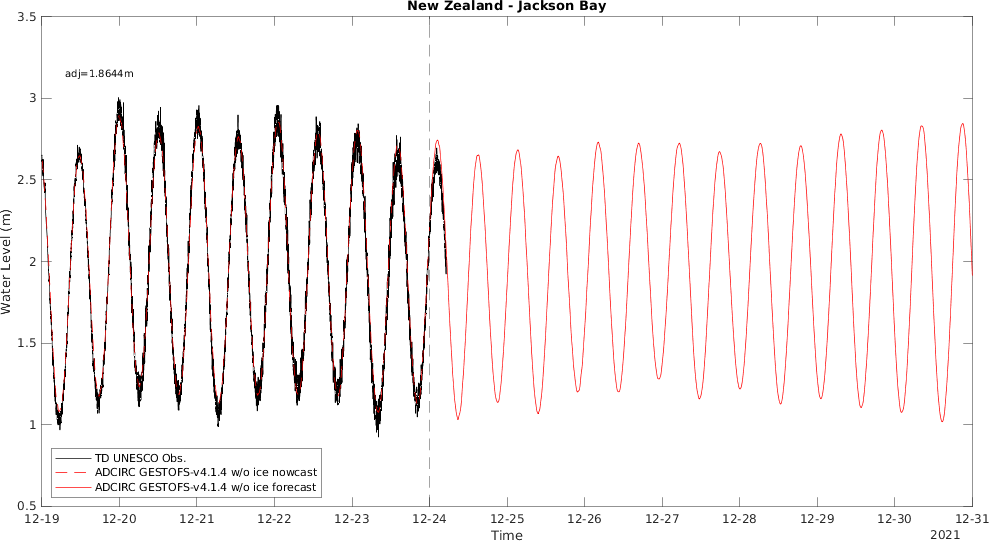 New Zealand - Jackson Bay
adj=1.8644m
3.5
3
2.5
2
1.5
1
0.5
Water Level (m)
TD UNESCO Obs.
ADCIRC GESTOFS-v4.1.4 w/o ice nowcast
ADCIRC GESTOFS-v4.1.4 w/o ice forecast
12-19 12-20 12-21 12-22 12-23 12-24 12-25 12-26 12-27 12-28 12-29 12-30 12-31
Time
2021